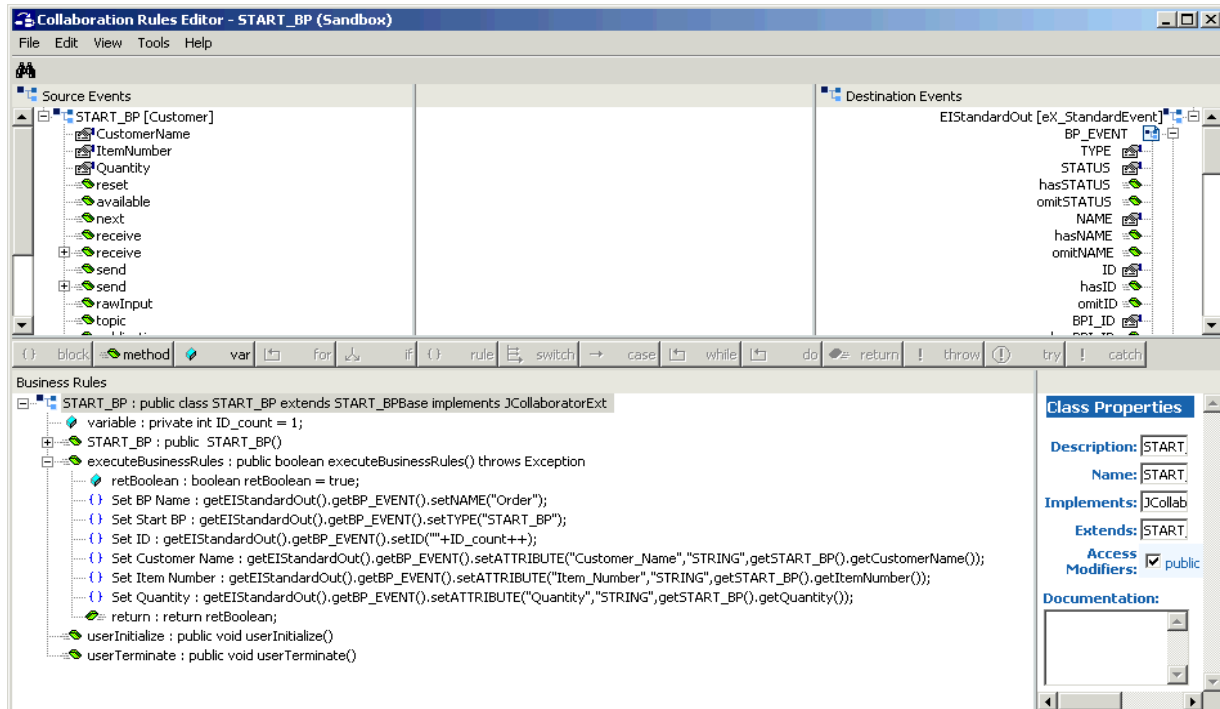 Collaboration Rules Editor - START_BP (Sandbox)
File Edit View Tools Help
Source Events
START_BP [Customer]
CustomerName
ItemNumber
Quantity
reset
available
next
receive
receive
send
send
rawInput
topic
Destination Events
EIStandardOut [eX_StandardEvent]
BP_EVENT
TYPE
STATUS
hasSTATUS
omitSTATUS
NAME
hasNAME
omitNAME
ID
hasID
omitID
BPI_ID
{} block method var for if {} rule switch case while do return ! throw try ! catch
Business Rules
START_BP : public class START_BP extends START_BPBase implements JCollaboratorExt
variable : private int ID_count = 1;
START_BP : public START_BP()
executeBusinessRules : public boolean executeBusinessRules() throws Exception
retBoolean : boolean retBoolean = true;
{} Set BP Name : getEIStandardOut().getBP_EVENT().setNAME("Order");
{} Set Start BP : getEIStandardOut().getBP_EVENT().setTYPE("START_BP");
{} Set ID : getEIStandardOut().getBP_EVENT().setID(""+ID_count++);
{} Set Customer Name : getEIStandardOut().getBP_EVENT().setATTRIBUTE("Customer_Name","STRING",getSTART_BP().getCustomerName());
{} Set Item Number : getEIStandardOut().getBP_EVENT().setATTRIBUTE("Item_Number","STRING",getSTART_BP().getItemNumber());
{} Set Quantity : getEIStandardOut().getBP_EVENT().setATTRIBUTE("Quantity","STRING",getSTART_BP().getQuantity());
return : return retBoolean;
userInitialize : public void userInitialize()
userTerminate : public void userTerminate()
Class Properties
Description: START_
Name: START_
Implements: JCollab
Extends: START_
Access
Modifiers: public
Documentation: